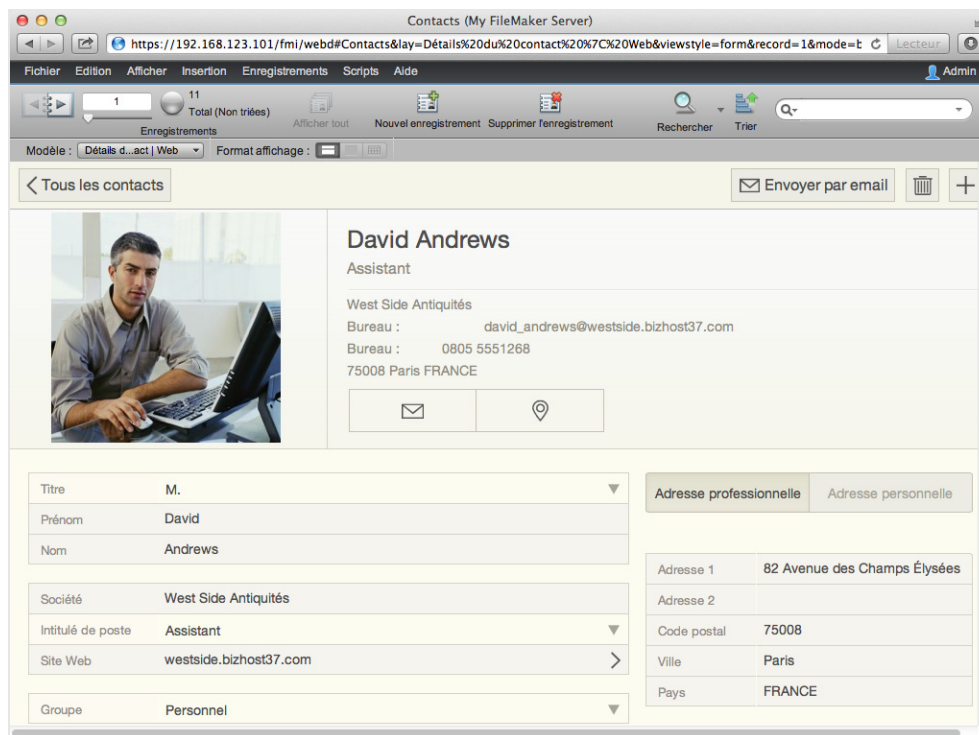 Contacts (My FileMaker Server)
https://192.168.123.101/fmi/webd#Contacts&lay=Détails%20du%20contact%20%7C%20Web&viewstyle=form&record=1&mode=b
Lecteur
Fichier Edition Afficher Insertion Enregistrements Scripts Aide Admin
1
11
Total (Non triées)
Enregistrements
Afficher tout
Nouvel enregistrement
Supprimer l'enregistrement
Rechercher
Trier
Modèle : Détails d...act | Web Format affichage :
Tous les contacts
Envoyer par email
David Andrews
Assistant
West Side Antiquités
Bureau : david_andrews@westside.bizhost37.com
Bureau : 0805 5551268
75008 Paris FRANCE
Titre M.
Prénom David
Nom Andrews
Société West Side Antiquités
Intitulé de poste Assistant
Site Web westside.bizhost37.com
Groupe Personnel
Adresse professionnelle Adresse personnelle
Adresse 1 82 Avenue des Champs Élysées
Adresse 2
Code postal 75008
Ville Paris
Pays FRANCE